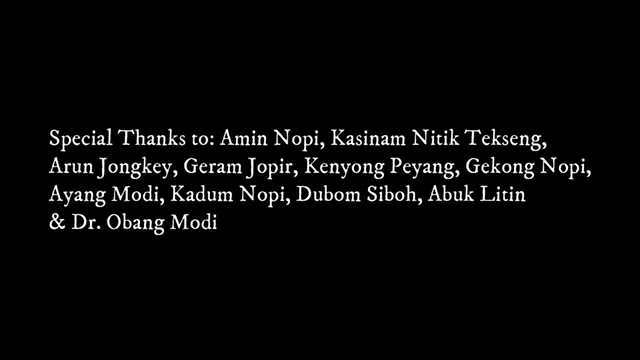 Special Thanks to: Amin Nopi, Kasinam Nitik Tekseng,
Arun Jongkey, Geram Jopir, Kenyong Peyang, Gekong Nopi,
Ayang Modi, Kadum Nopi, Dubom Siboh, Abuk Litin
& Dr. Obang Modi